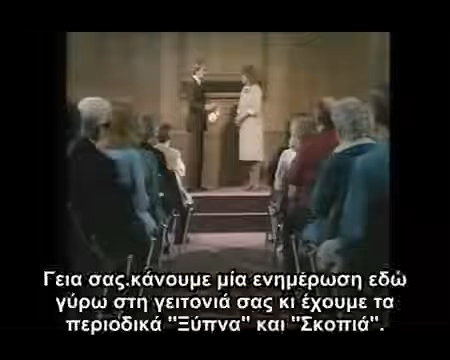 Γεια σας.κάνουμε μία ενημέρωση εδώ
γύρω στη γειτονιά σας κι έχουμε τα
περιοδικά "Ξύπνα" και "Σκοπιά".